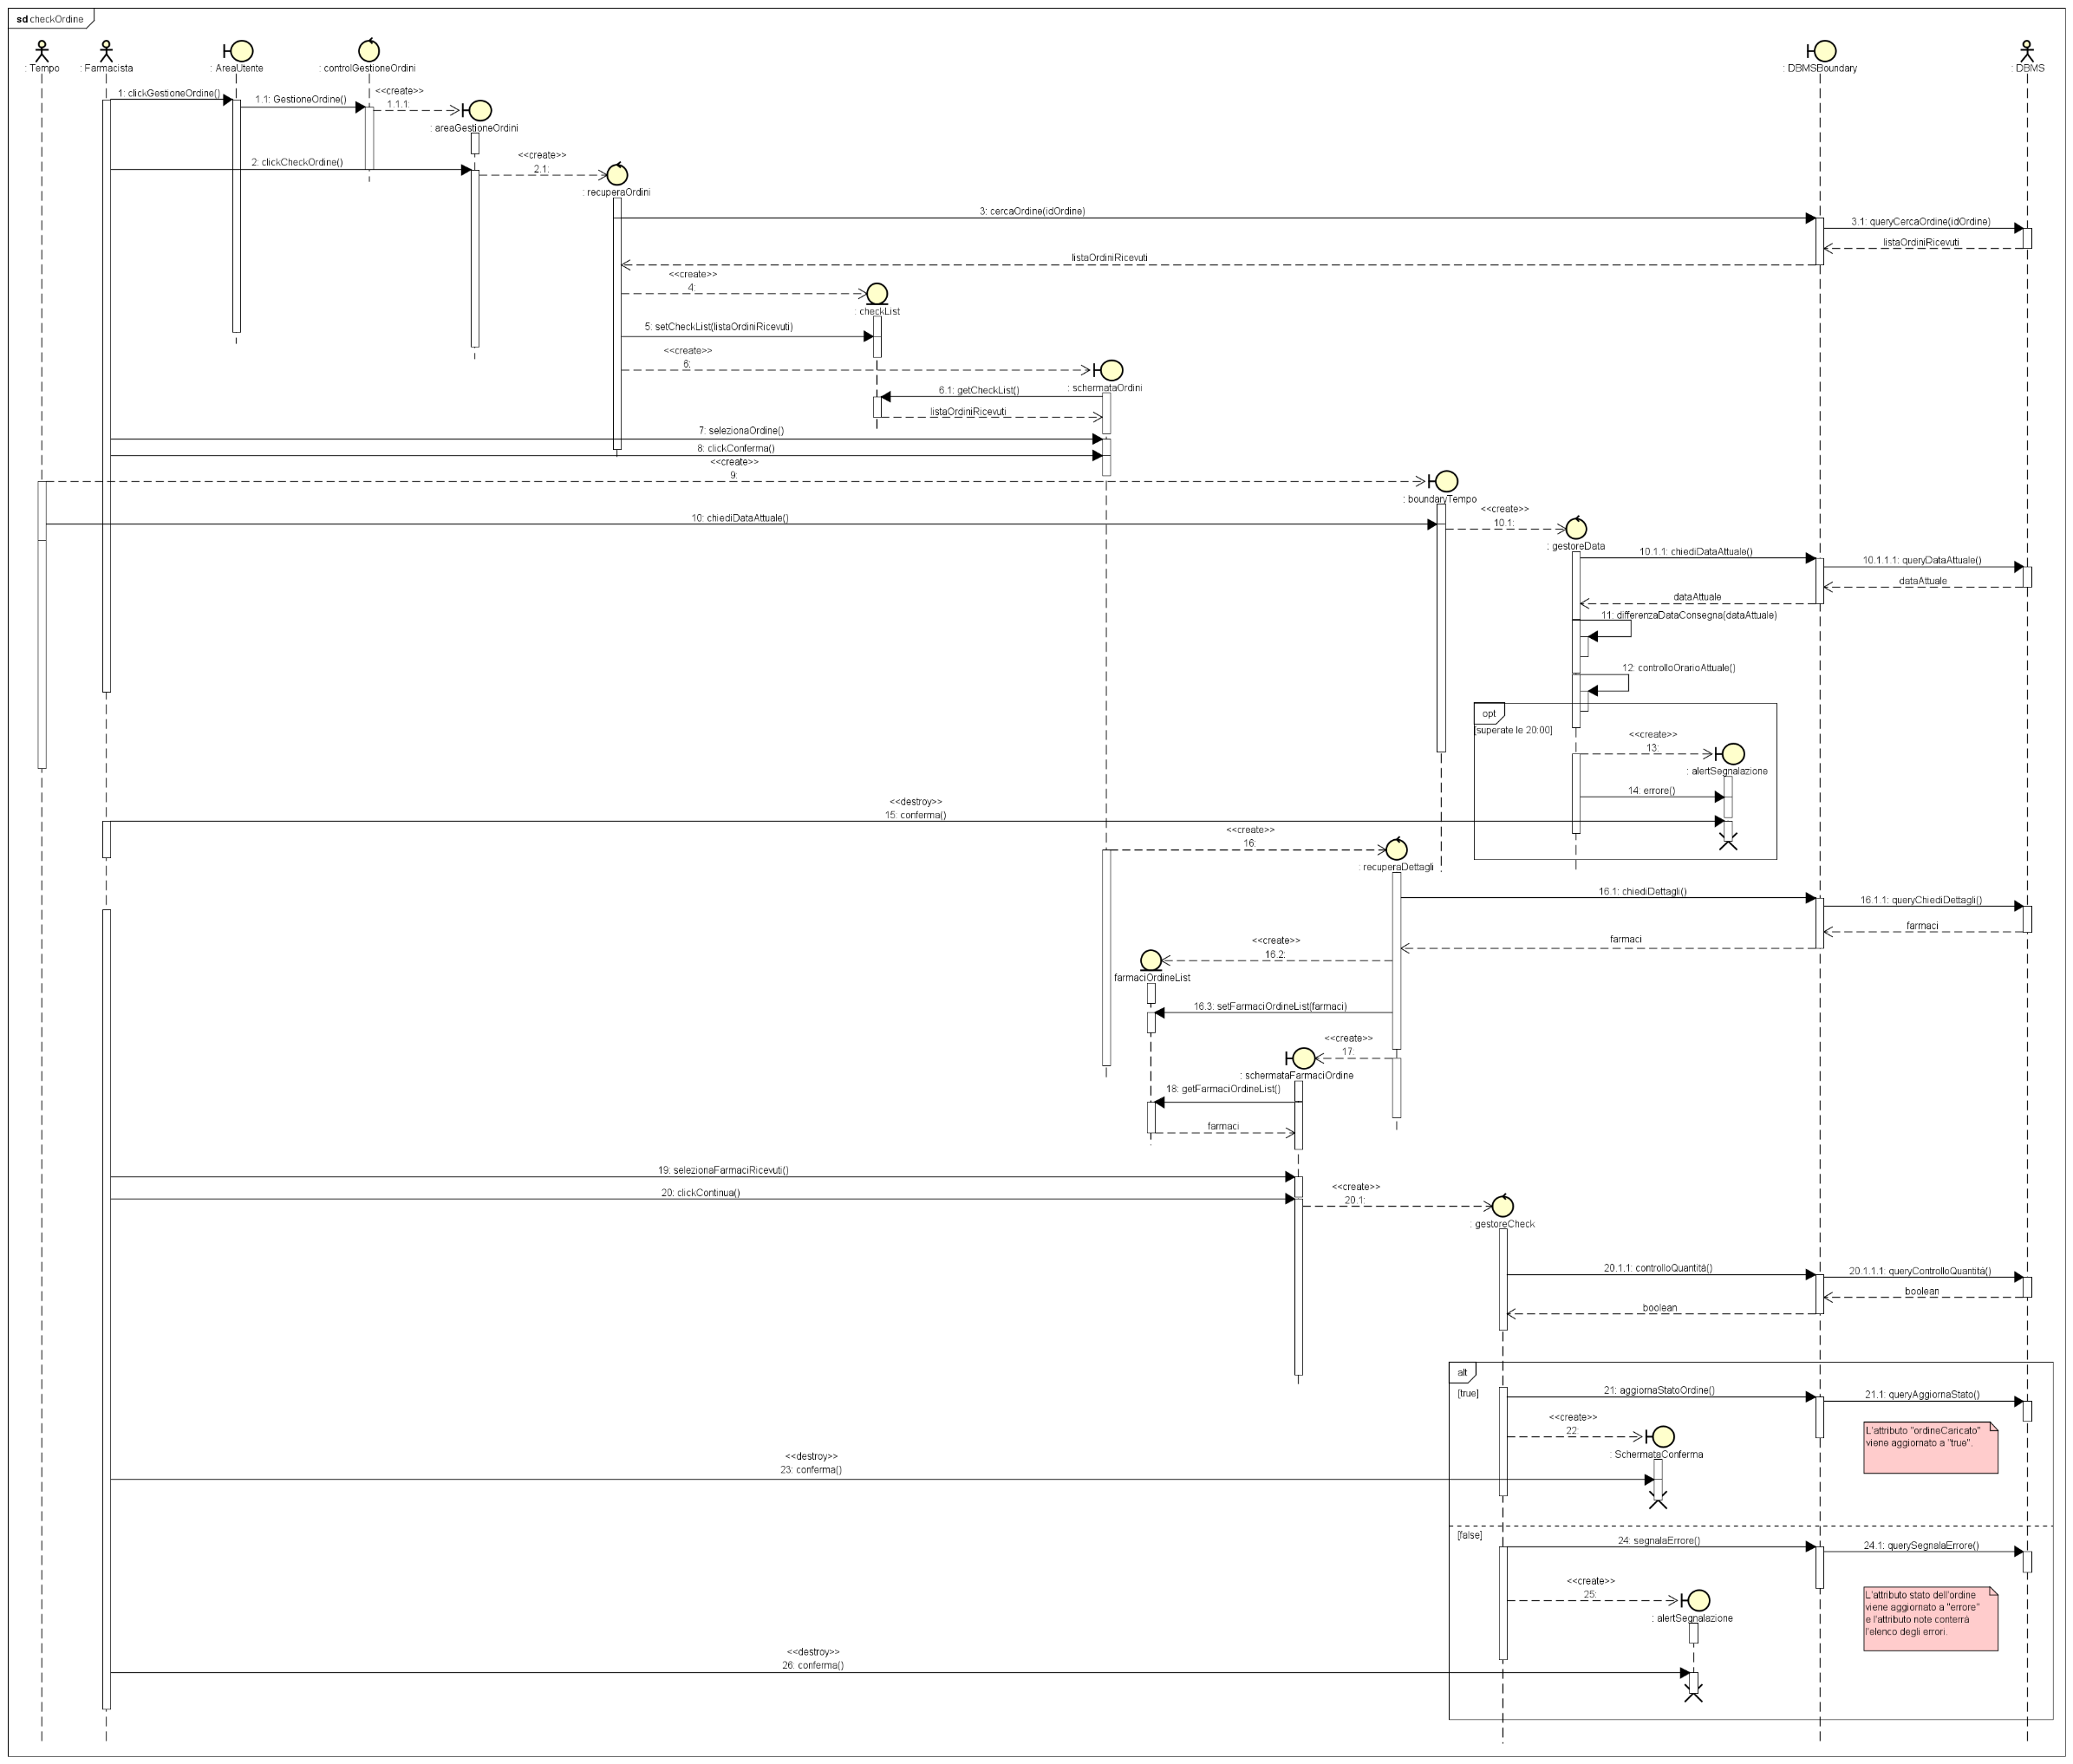 sd checkOrdine
: Tempo
: Farmacista
: AreaUtente
: controlGestioneOrdini
: DBMSBoundary
: DBMS
1: clickGestioneOrdine()
1.1: GestioneOrdine()
<<create>>
1.1.1:
: areaGestioneOrdini
2: clickCheckOrdine()
<<create>>
2.1:
: recuperaOrdini
3: cercaOrdine(idOrdine)
3.1: queryCercaOrdine(idOrdine)
listaOrdiniRicevuti
listaOrdiniRicevuti
<<create>>
4:
: checkList
5: setCheckList(listaOrdiniRicevuti)
<<create>>
6:
: schermataOrdini
6.1: getCheckList()
listaOrdiniRicevuti
7: selezionaOrdine()
8: clickConferma()
<<create>>
9:
: boundaryTempo
10: chiediDataAttuale()
<<create>>
10.1:
: gestoreData
10.1.1: chiediDataAttuale()
10.1.1.1: queryDataAttuale()
dataAttuale
dataAttuale
11: differenzaDataConsegna(dataAttuale)
12: controlloOrarioAttuale()
opt
[superate le 20:00]
<<create>>
13:
: alertSegnalazione
14: errore()
<<destroy>>
15: conferma()
<<create>>
16:
: recuperaDettagli
16.1: chiediDettagli()
16.1.1: queryChiediDettagli()
farmaci
farmaci
<<create>>
16.2:
farmaciOrdineList
16.3: setFarmaciOrdineList(farmaci)
<<create>>
17:
: schermataFarmaciOrdine
18: getFarmaciOrdineList()
farmaci
19: selezionaFarmaciRicevuti()
20: clickContinua()
<<create>>
20.1:
: gestoreCheck
20.1.1: controlloQuantità()
20.1.1.1: queryControlloQuantità()
boolean
boolean
alt
[true]
21: aggiornaStatoOrdine()
21.1: queryAggiornaStato()
<<create>>
22:
: SchermataConferma
L'attributo "ordineCaricato"
viene aggiornato a "true".
<<destroy>>
23: conferma()
[false]
24: segnalaErrore()
24.1: querySegnalaErrore()
<<create>>
25:
: alertSegnalazione
L'attributo stato dell'ordine
viene aggiornato a "errore"
e l'attributo note conterrà
l'elenco degli errori.
<<destroy>>
26: conferma()